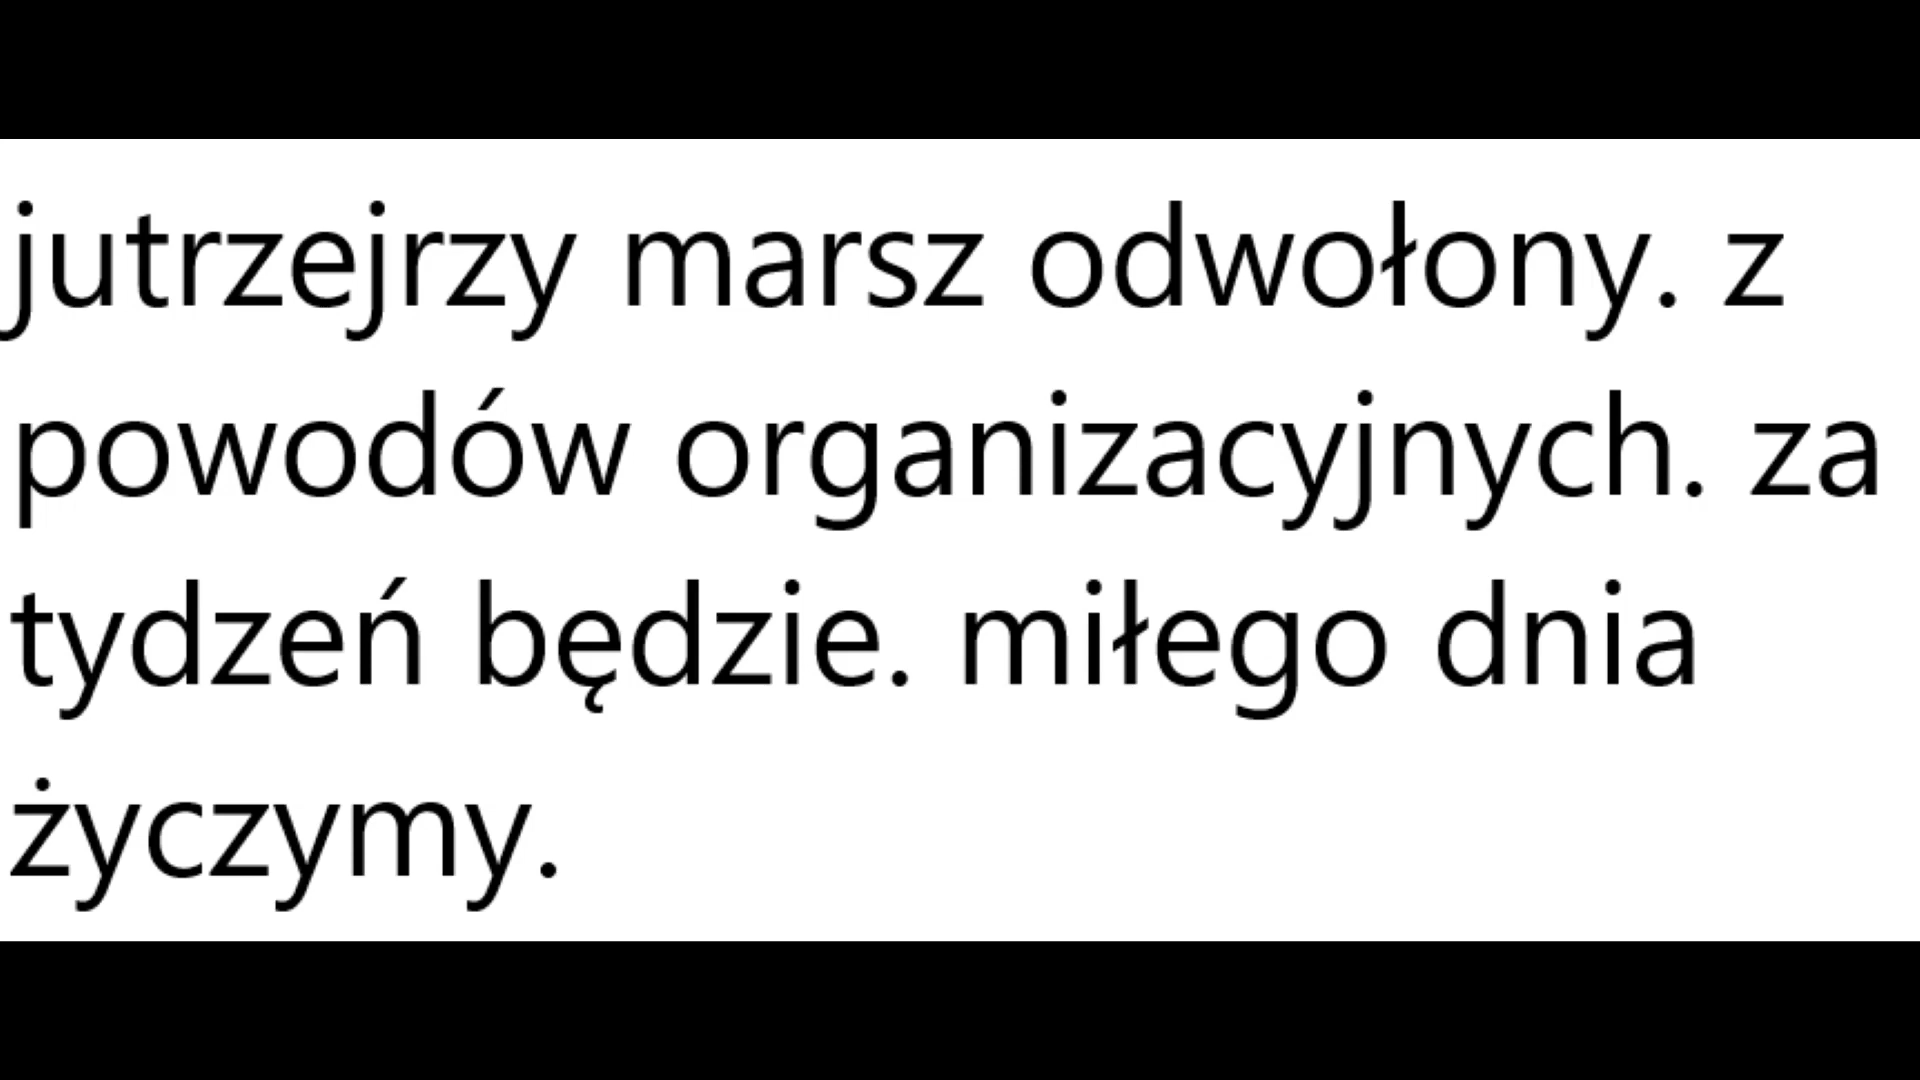 jutrzejrzy marsz odwołony. z
powodów organizacyjnych. za
tydzeń będzie. miłego dnia
życzymy.